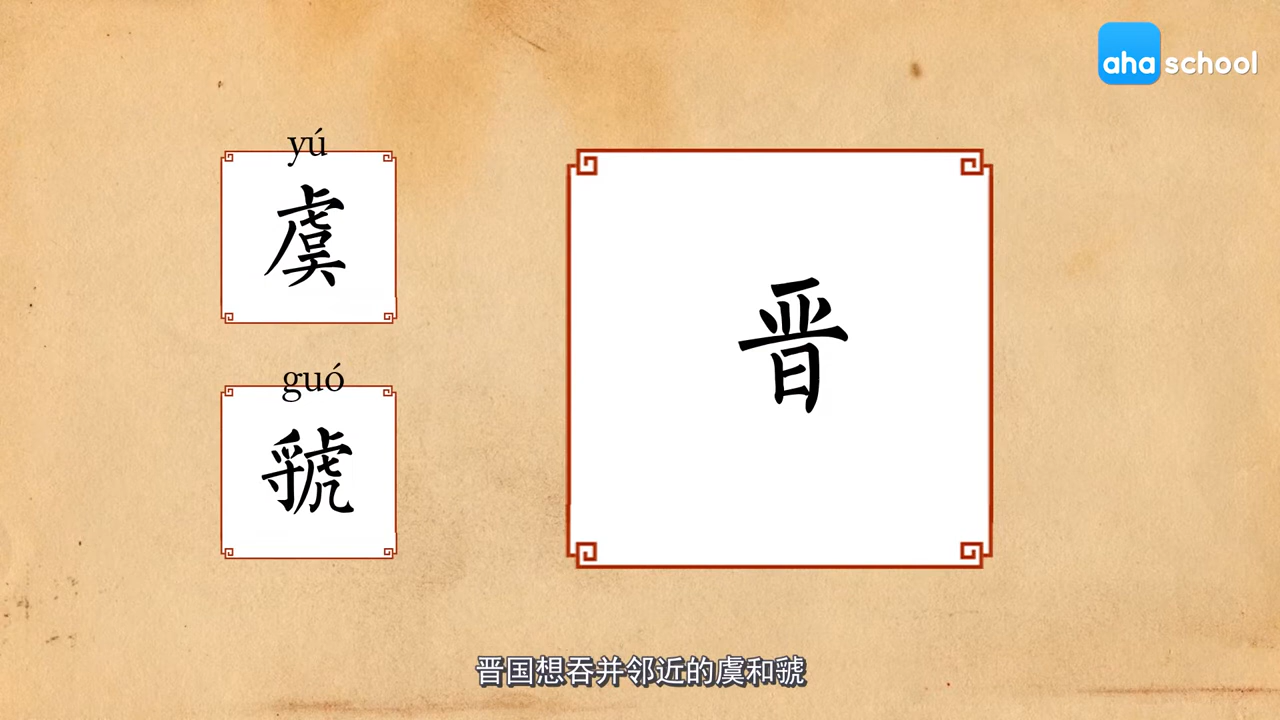 aha school
yú
虞
guó
虢
晋
晋国想吞并邻近的虞和虢